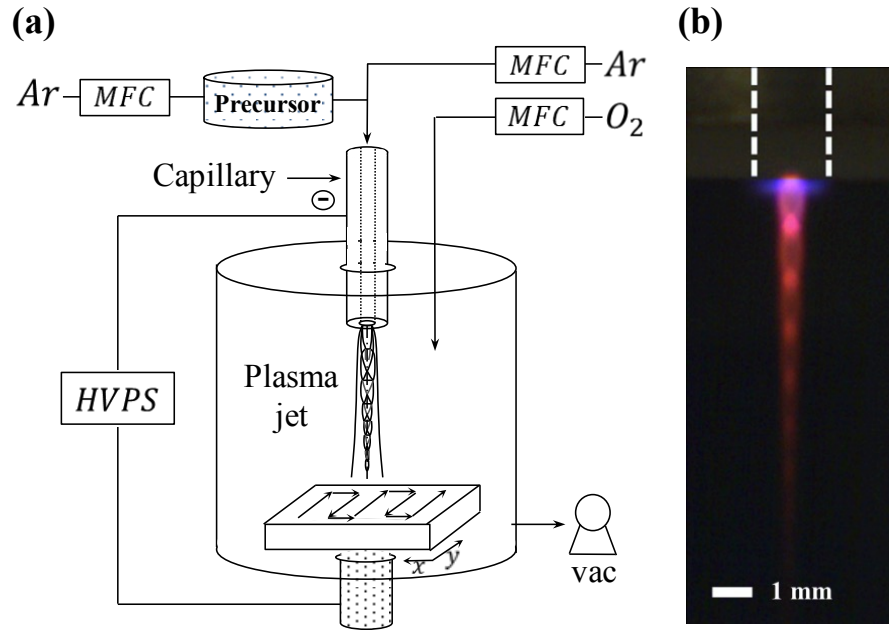 (a)
(b)
MFC
Ar
Ar
MFC
Precursor
MFC
O2
Capillary
-
HVPS
Plasma
jet
x
y
vac
1 mm